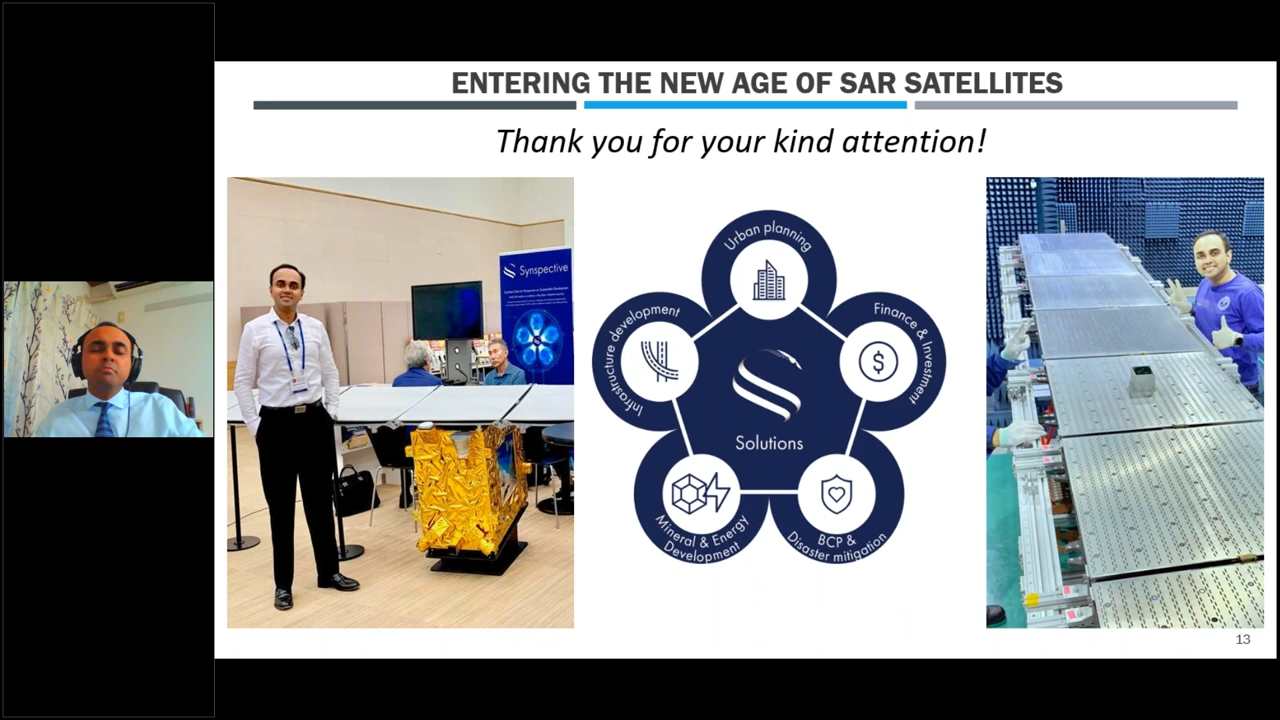 ENTERING THE NEW AGE OF SAR SATELLITES
Thank you for your kind attention!
Synspective
Urban planning
Infrastructure development
Finance & Investment
Solutions
Mineral & Energy
Development
BCP &
Disaster mitigation
13